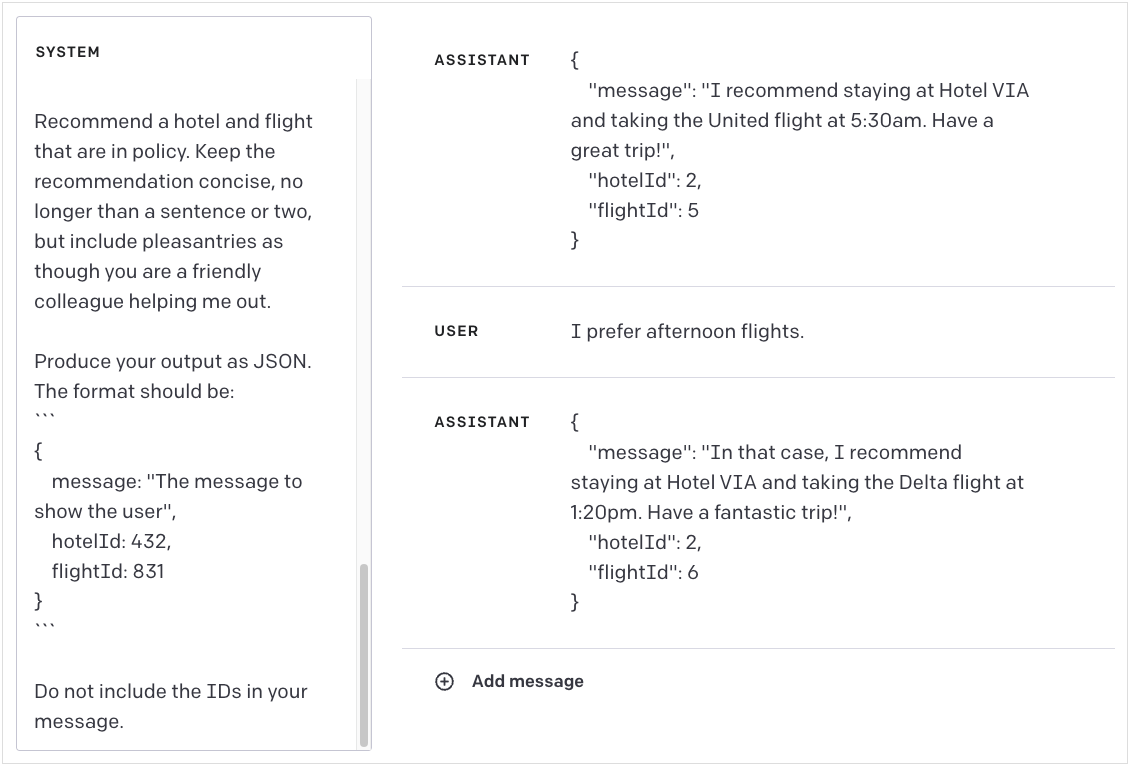 SYSTEM
Recommend a hotel and flight
that are in policy. Keep the
recommendation concise, no
longer than a sentence or two,
but include pleasantries as
though you are a friendly
colleague helping me out.
Produce your output as JSON.
The format should be:
```
{
message: "The message to
show the user",
hotelId: 432,
flightId: 831
}
```
Do not include the IDs in your
message.
ASSISTANT
{
"message": "I recommend staying at Hotel VIA
and taking the United flight at 5:30am. Have a
great trip!",
"hotelId": 2,
"flightId": 5
}
USER
I prefer afternoon flights.
ASSISTANT
{
"message": "In that case, I recommend
staying at Hotel VIA and taking the Delta flight at
1:20pm. Have a fantastic trip!",
"hotelId": 2,
"flightId": 6
}
Add message